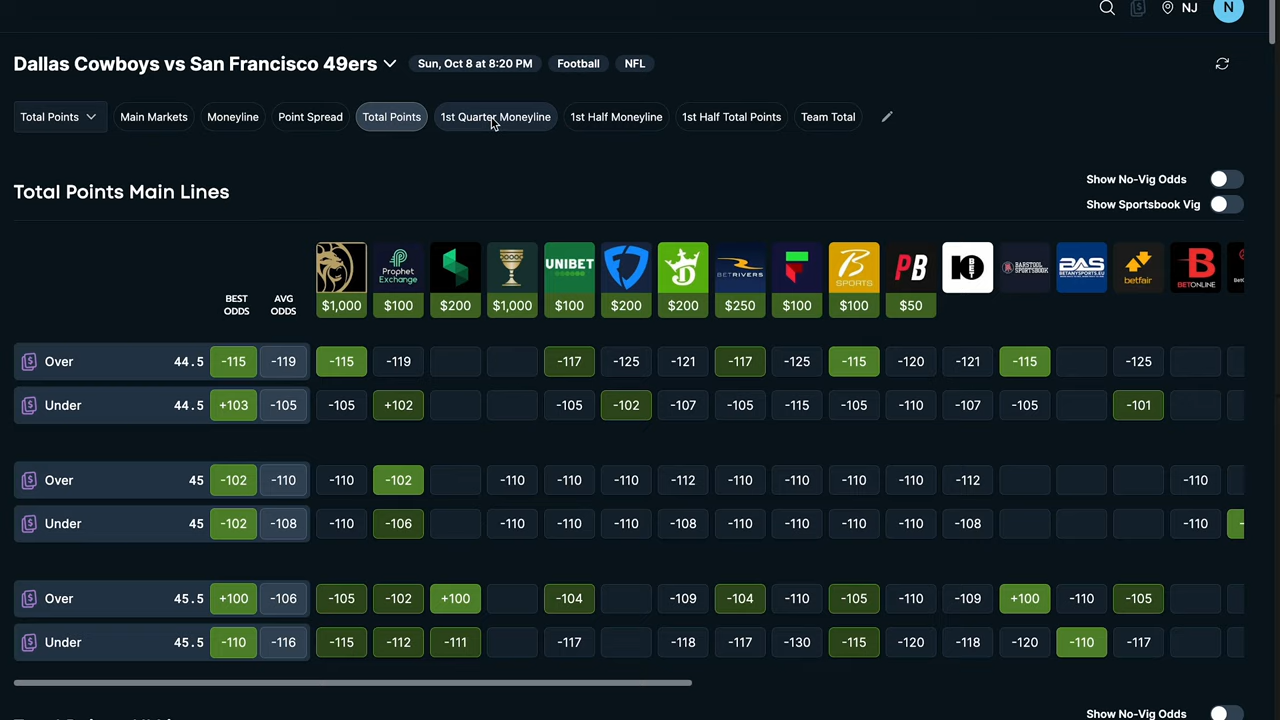 NJ N
Dallas Cowboys vs San Francisco 49ers Sun, Oct 8 at 8:20 PM Football NFL
Total Points Main Markets Moneyline Point Spread Total Points 1st Quarter Moneyline 1st Half Moneyline 1st Half Total Points Team Total
Show No-Vig Odds
Total Points Main Lines
Show Sportsbook Vig
BEST ODDS AVG ODDS Prophet Exchange UNIBET BETRIVERS B SPORTS PB 10 BET BARSTOOL SPORTSBOOK BAS BETANYSPORTS.EU betfair B BETONLINE
$1,000 $100 $200 $1,000 $100 $200 $200 $250 $100 $100 $50
Over 44.5 -115 -119 -115 -119 -117 -125 -121 -117 -125 -115 -120 -121 -115 -125
Under 44.5 +103 -105 -105 +102 -105 -102 -107 -105 -115 -105 -110 -107 -105 -101
Over 45 -102 -110 -110 -102 -110 -110 -110 -112 -110 -110 -110 -110 -112 -110
Under 45 -102 -108 -110 -106 -110 -110 -110 -108 -110 -110 -110 -110 -108 -110 -
Over 45.5 +100 -106 -105 -102 +100 -104 -109 -104 -110 -105 -110 -109 +100 -110 -105
Under 45.5 -110 -116 -115 -112 -111 -117 -118 -117 -130 -115 -120 -118 -120 -110 -117
Show No-Vig Odds